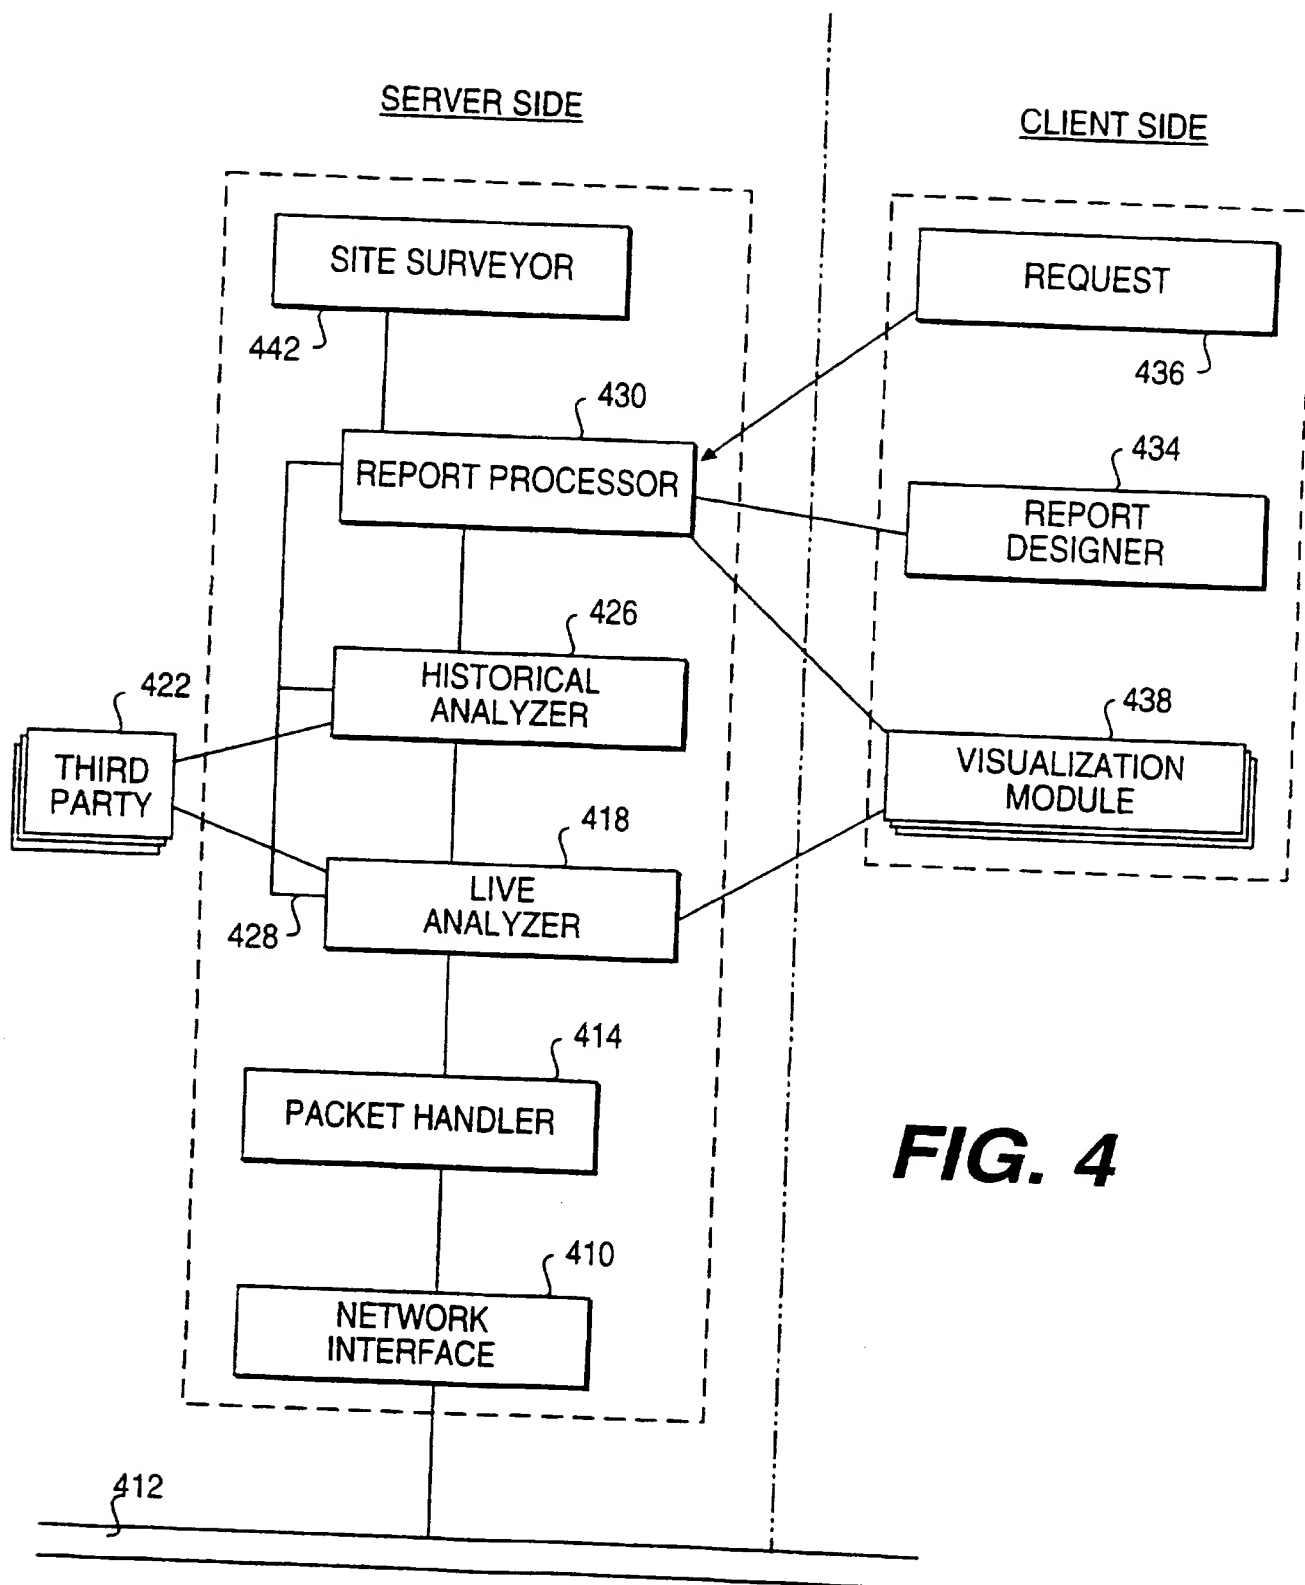 SERVER SIDE
CLIENT SIDE
SITE SURVEYOR
442
REQUEST
436
430
REPORT PROCESSOR
434
REPORT
DESIGNER
426
HISTORICAL
ANALYZER
422
THIRD
PARTY
438
VISUALIZATION
MODULE
418
LIVE
ANALYZER
428
414
PACKET HANDLER
FIG. 4
410
NETWORK
INTERFACE
412